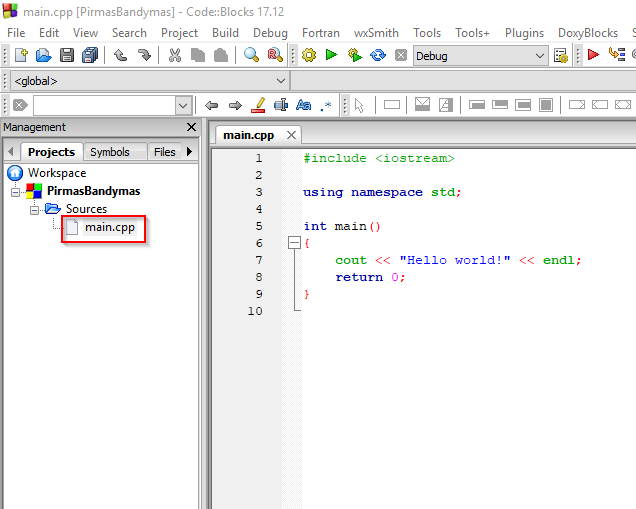 main.cpp [PirmasBandymas] - Code::Blocks 17.12
File Edit View Search Project Build Debug Fortran wxSmith Tools Tools+ Plugins DoxyBlocks
Debug
<global>
Management
main.cpp
Projects Symbols Files
Workspace
PirmasBandymas
Sources
main.cpp
1 #include <iostream>
2
3 using namespace std;
4
5 int main()
6 {
7 cout << "Hello world!" << endl;
8 return 0;
9 }
10
Aa .*